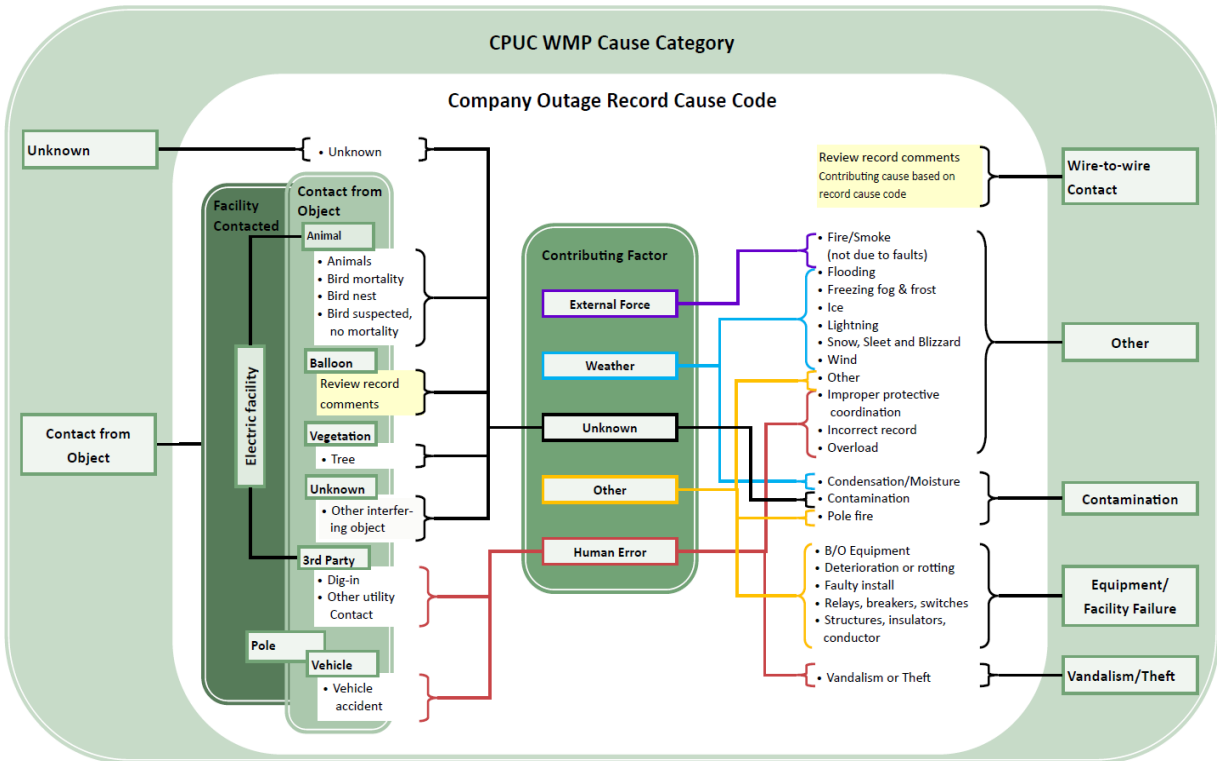 CPUC WMP Cause Category
Company Outage Record Cause Code
Unknown
• Unknown
Facility
Contacted
Contact from
Object
Animal
• Animals
• Bird mortality
• Bird nest
• Bird suspected,
no mortality
Balloon
Review record
comments
Vegetation
• Tree
Unknown
• Other interfer-
ing object
3rd Party
• Dig-in
• Other utility
Contact
Pole
Vehicle
• Vehicle
accident
Electric facility
Contact from
Object
Contributing Factor
External Force
Weather
Unknown
Other
Human Error
Review record comments
Contributing cause based on
record cause code
• Fire/Smoke
(not due to faults)
• Flooding
• Freezing fog & frost
• Ice
• Lightning
• Snow, Sleet and Blizzard
• Wind
• Other
• Improper protective
coordination
• Incorrect record
• Overload
• Condensation/Moisture
• Contamination
• Pole fire
• B/O Equipment
• Deterioration or rotting
• Faulty install
• Relays, breakers, switches
• Structures, insulators,
conductor
• Vandalism or Theft
Wire-to-wire
Contact
Other
Contamination
Equipment/
Facility Failure
Vandalism/Theft